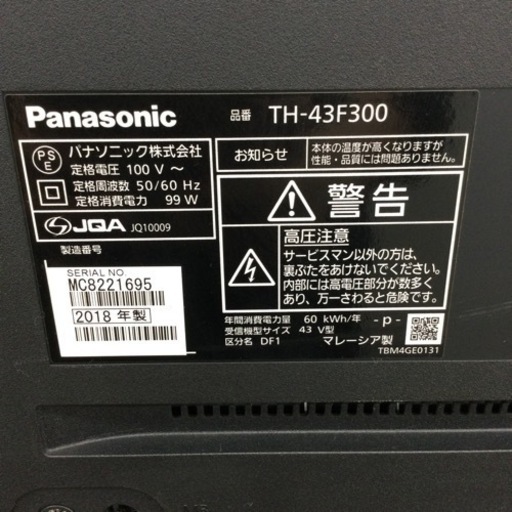 Panasonic
品番 TH-43F300
PS E
パナソニック株式会社
定格電圧 100 V ~
定格周波数 50/60 Hz
定格消費電力 99 W
JQA JQ10009
お知らせ
本体の温度が高くなりますが
性能・品質には問題ありません。
警告
高圧注意
サービスマン以外の方は、
裏ぶたをあけないでください。
内部には高電圧部分が数多く
あり、万一さわると危険です。
製造番号
SERIAL NO.
MC8221695
2018 年製
年間消費電力量 60 kWh/年
受信機型サイズ 43 V型
区分名 DF1
-p-
マレーシア製
TBM4GE0131